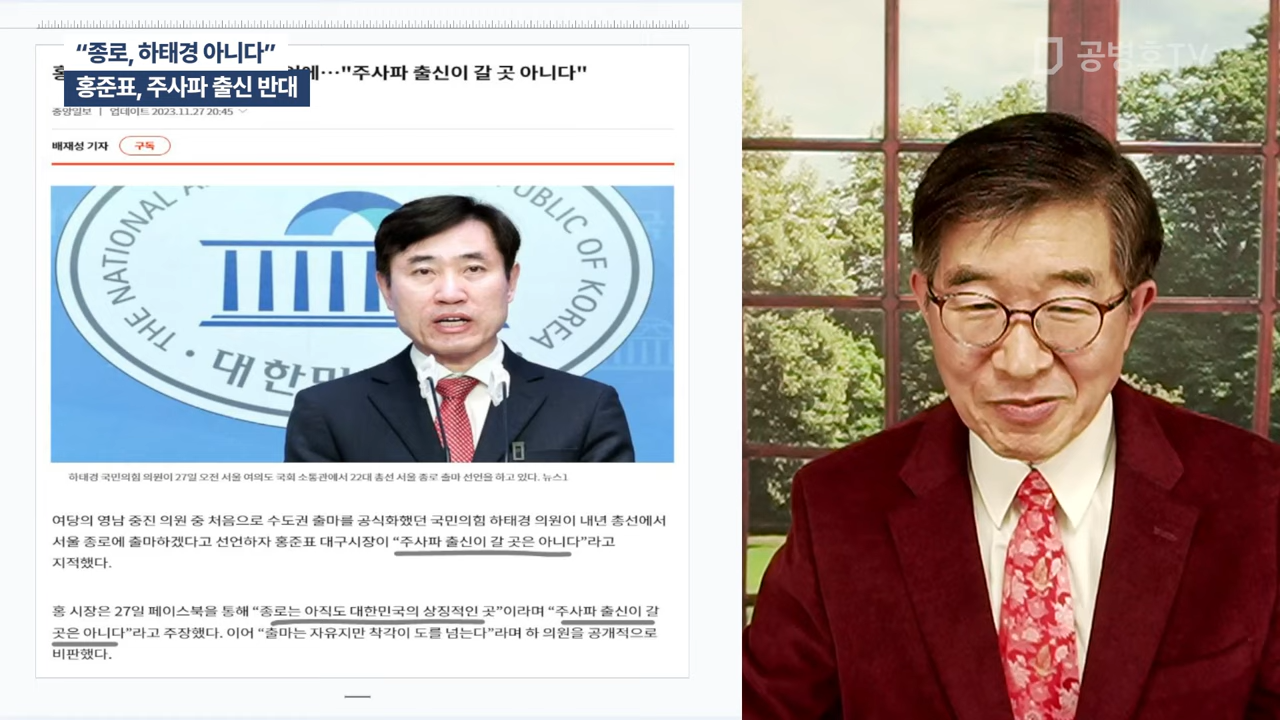 “종로, 하태경 아니다”
홍준표, 주사파 출신 반대
에…"주사파 출신이 갈 곳 아니다"
중앙일보 | 업데이트 2023.11.27 20:45
배재성 기자 구독
THE NATIONAL A PUBLIC OF KOREA
대한민
하태경 국민의힘 의원이 27일 오전 서울 여의도 국회 소통관에서 22대 총선 서울 종로 출마 선언을 하고 있다. 뉴스1
여당의 영남 중진 의원 중 처음으로 수도권 출마를 공식화했던 국민의힘 하태경 의원이 내년 총선에서
서울 종로에 출마하겠다고 선언하자 홍준표 대구시장이 “주사파 출신이 갈 곳은 아니다”라고
지적했다.
홍 시장은 27일 페이스북을 통해 “종로는 아직도 대한민국의 상징적인 곳”이라며 “주사파 출신이 갈
곳은 아니다”라고 주장했다. 이어 “출마는 자유지만 착각이 도를 넘는다”라며 하 의원을 공개적으로
비판했다.
공병호TV